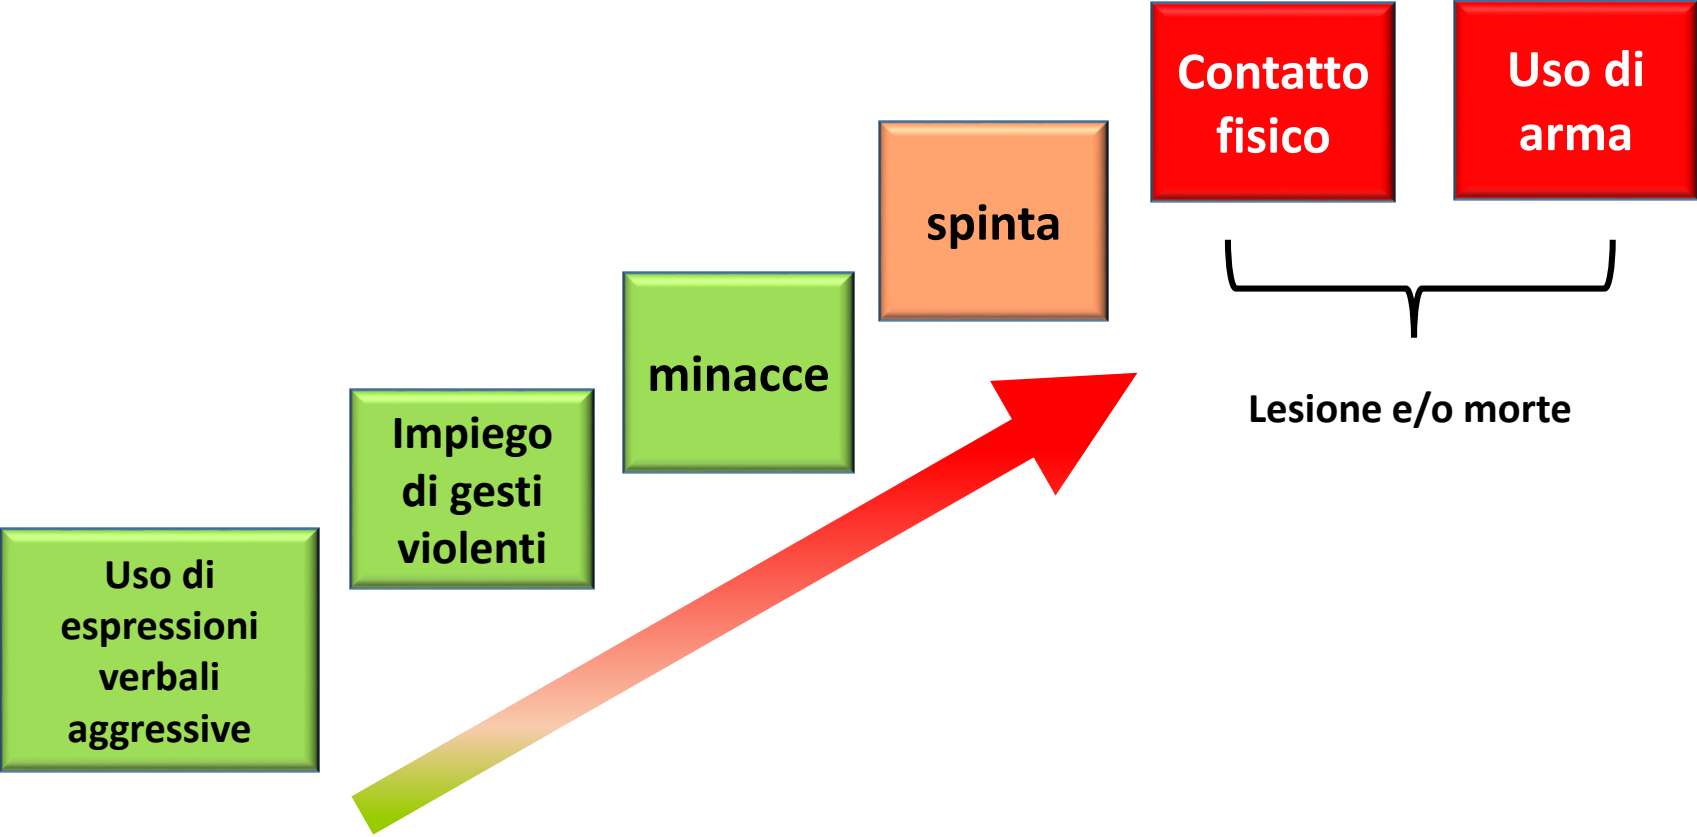 Uso di
espressioni
verbali
aggressive
Impiego
di gesti
violenti
minacce
spinta
Contatto
fisico
Uso di
arma
Lesione e/o morte